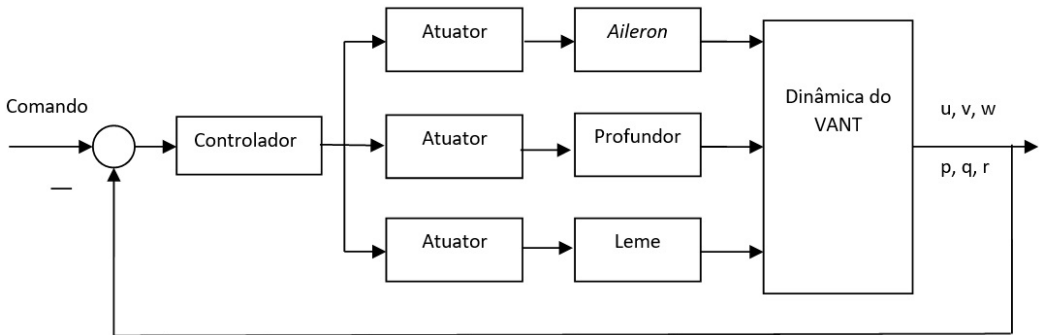 Atuator
Aileron
Comando
Dinâmica do
VANT
u, v, w
Controlador
Atuator
Profundor
p, q, r
Atuator
Leme